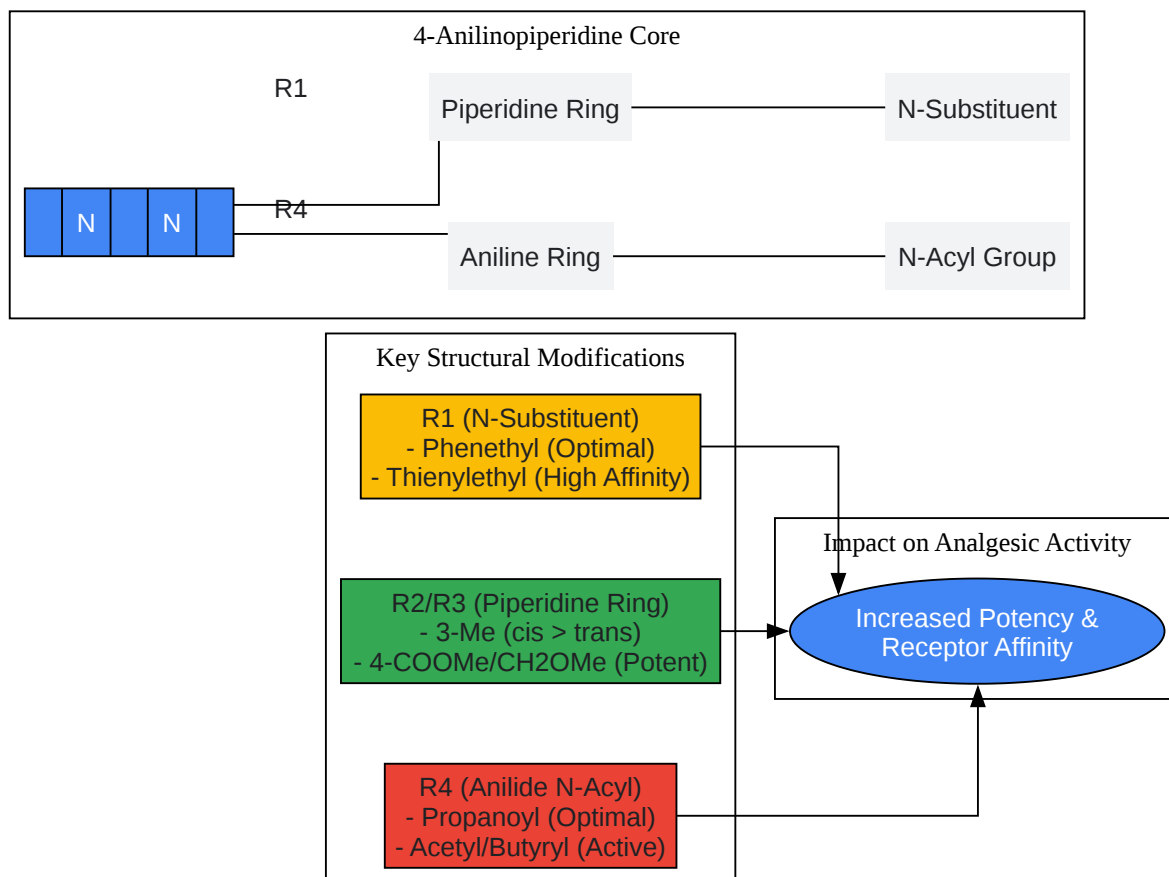 4-Anilinopiperidine Core
R1
Piperidine Ring
N-Substituent
N
N
R4
Aniline Ring
N-Acyl Group
Key Structural Modifications
R1 (N-Substituent)
- Phenethyl (Optimal)
- Thienylethyl (High Affinity)
R2/R3 (Piperidine Ring)
- 3-Me (cis > trans)
- 4-COOMe/CH2OMe (Potent)
R4 (Anilide N-Acyl)
- Propanoyl (Optimal)
- Acetyl/Butyryl (Active)
Impact on Analgesic Activity
Increased Potency &
Receptor Affinity